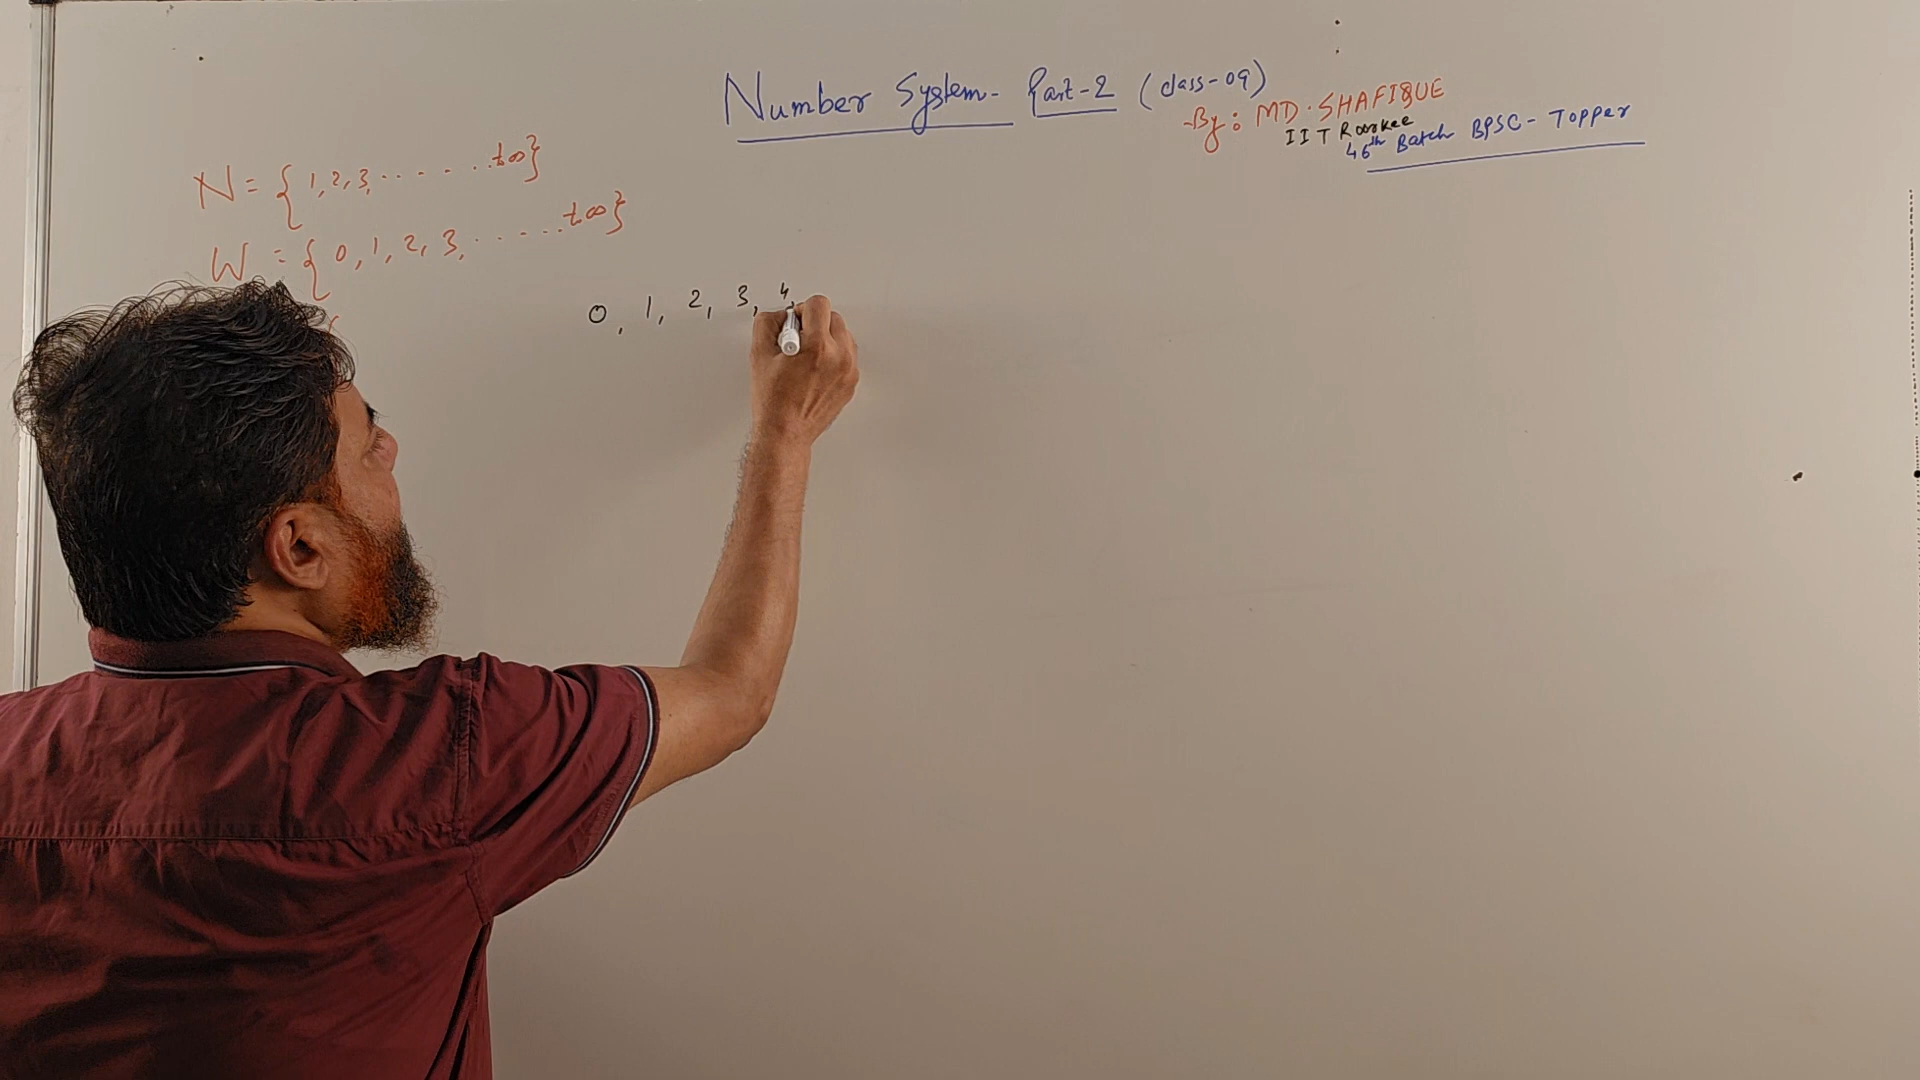 Number System- Part-2 (class-09)
-By: MD. SHAFIQUE
IIT Roorkee
46th Batch BPSC- Topper
N = { 1, 2, 3, ....... to ∞}
W = { 0, 1, 2, 3, ...... to ∞}
{
0, 1, 2, 3, 4,